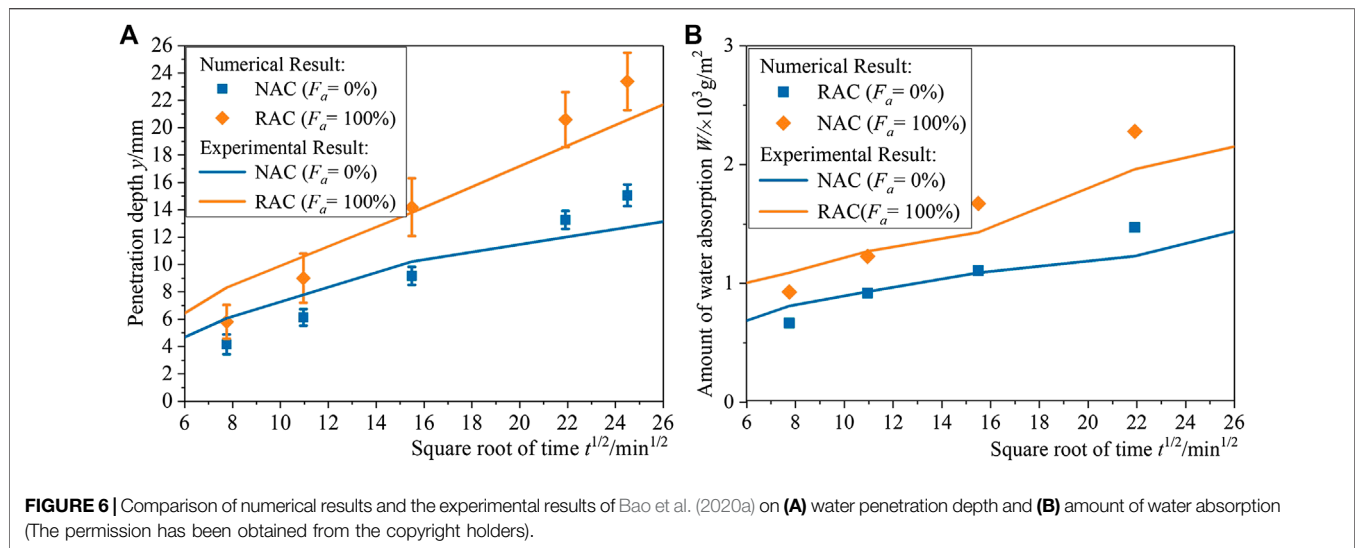 A
26
24
22
20
18
16
14
12
10
8
6
4
2
0
Penetration depth y/mm
Numerical Result:
NAC (Fa= 0%)
RAC (Fa= 100%)
Experimental Result:
NAC (Fa= 0%)
RAC (Fa= 100%)
6 8 10 12 14 16 18 20 22 24 26
Square root of time t1/2/min1/2
B
3
2
1
0
Amount of water absorption W/×103g/m2
Numerical Result:
RAC (Fa= 0%)
NAC (Fa= 100%)
Experimental Result:
NAC (Fa= 0%)
RAC(Fa= 100%)
6 8 10 12 14 16 18 20 22 24 26
Square root of time t1/2/min1/2
FIGURE 6 | Comparison of numerical results and the experimental results of Bao et al. (2020a) on (A) water penetration depth and (B) amount of water absorption
(The permission has been obtained from the copyright holders).